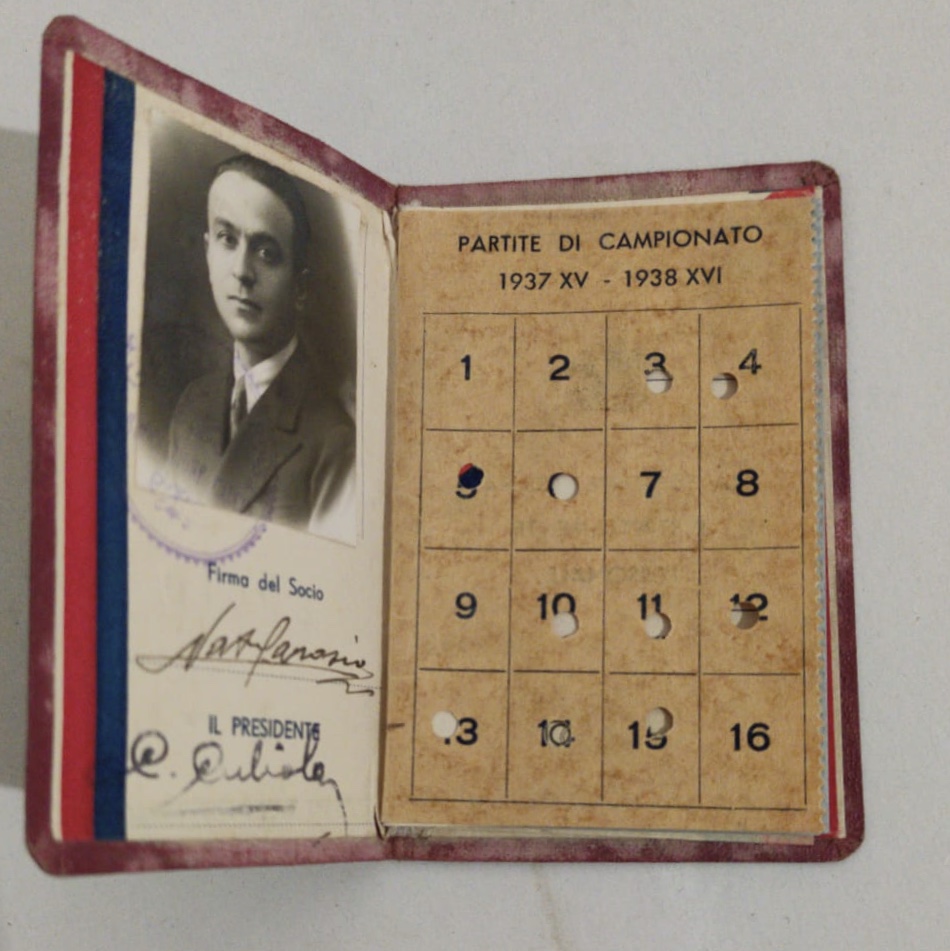 Firma del Socio
IL PRESIDENTE
PARTITE DI CAMPIONATO
1937 XV - 1938 XVI
1 2 3 4
5 7 8
9 10 11 12
13 14 15 16